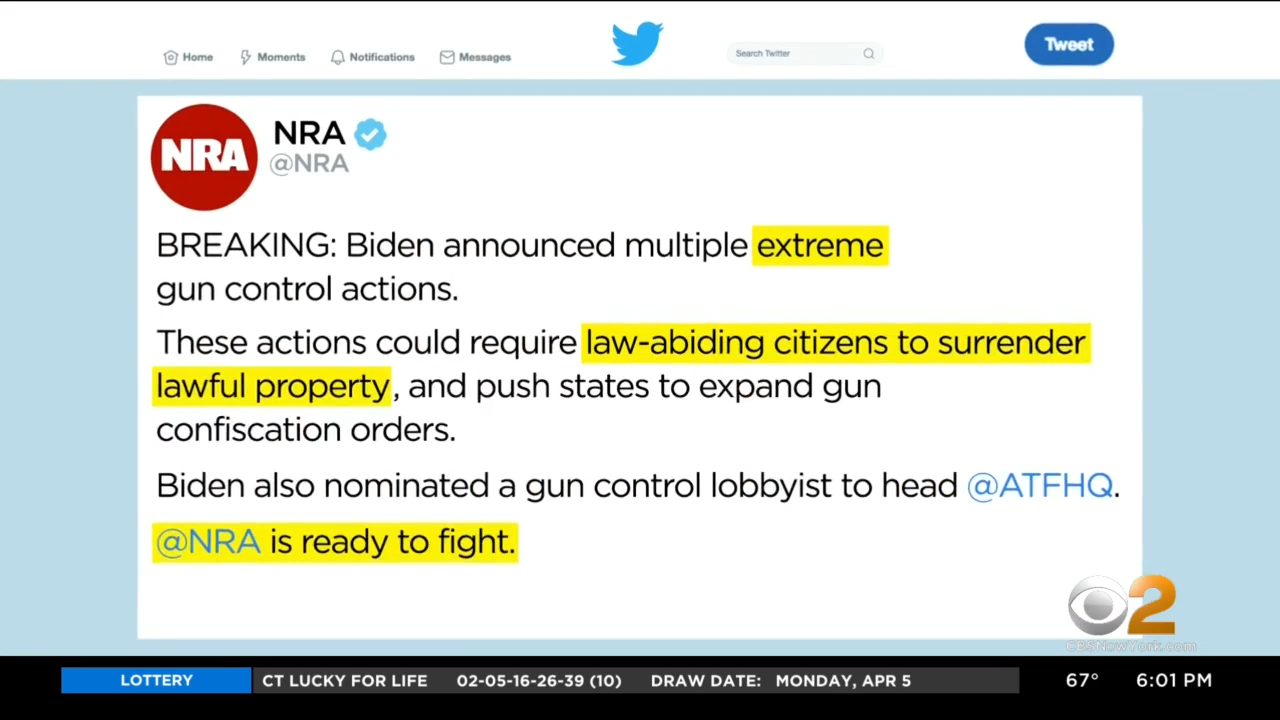 Home Moments Notifications Messages Search Twitter Tweet
NRA
NRA
@NRA
BREAKING: Biden announced multiple extreme
gun control actions.
These actions could require law-abiding citizens to surrender
lawful property, and push states to expand gun
confiscation orders.
Biden also nominated a gun control lobbyist to head @ATFHQ.
@NRA is ready to fight.
2
CBSNewYork.com
LOTTERY CT LUCKY FOR LIFE 02-05-16-26-39 (10) DRAW DATE: MONDAY, APR 5 67° 6:01 PM